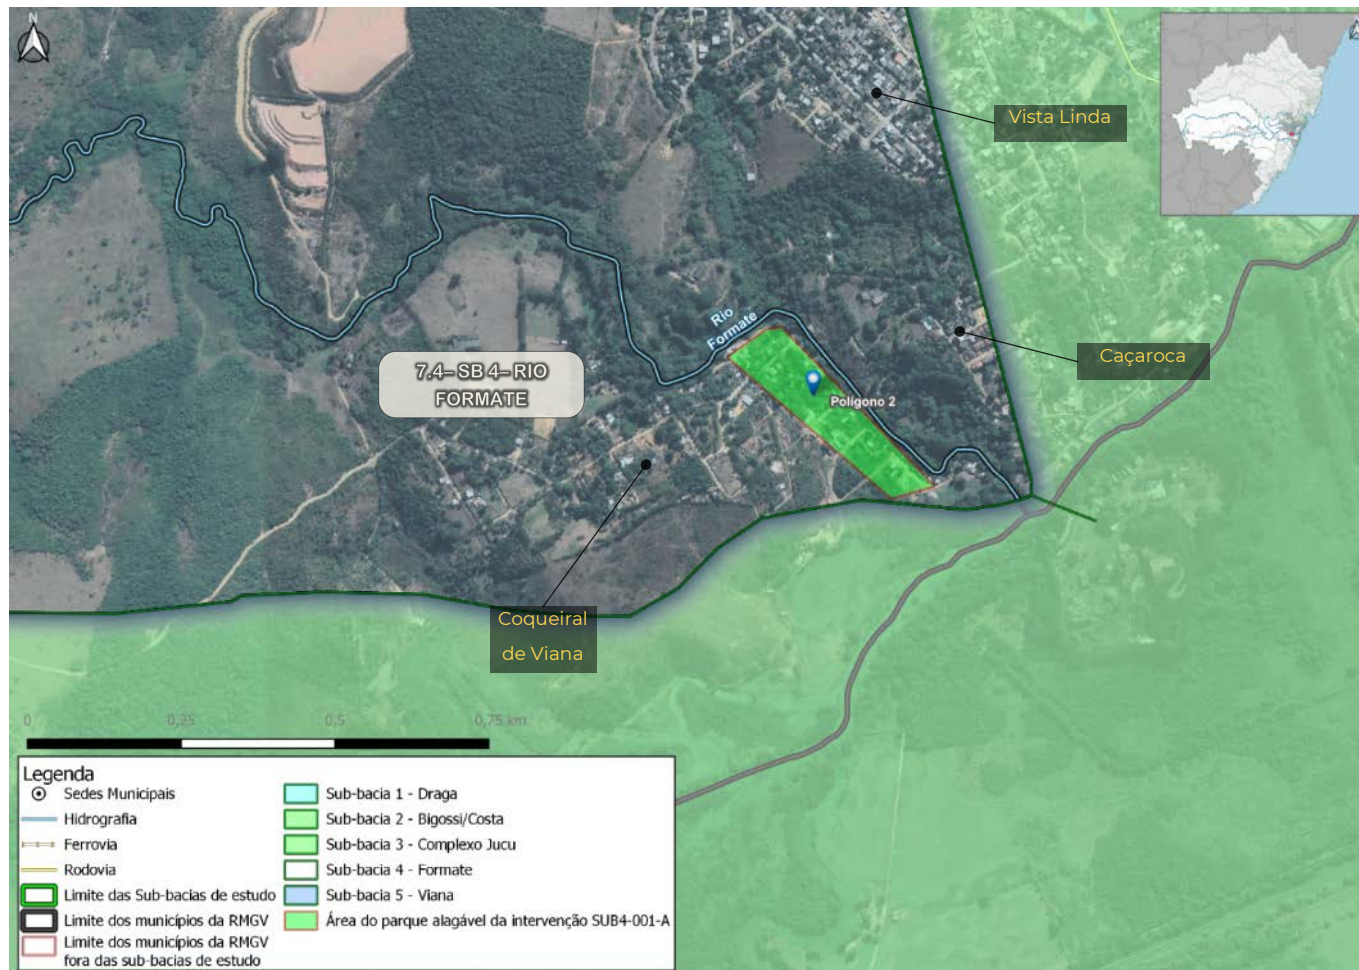 N
Vista Linda
Rio
Formate
Caçaroca
7.4– SB 4– RIO
FORMATE
Polígono 2
Coqueiral
de Viana
0 0,25 0,5 0,75 km
Legenda
Sedes Municipais
Hidrografia
Ferrovia
Rodovia
Limite das Sub-bacias de estudo
Limite dos municípios da RMGV
Limite dos municípios da RMGV
fora das sub-bacias de estudo
Sub-bacia 1 - Draga
Sub-bacia 2 - Bigossi/Costa
Sub-bacia 3 - Complexo Jucu
Sub-bacia 4 - Formate
Sub-bacia 5 - Viana
Área do parque alagável da intervenção SUB4-001-A